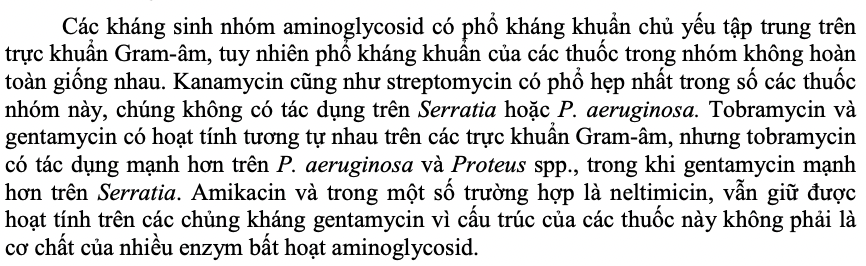 Các kháng sinh nhóm aminoglycosid có phổ kháng khuẩn chủ yếu tập trung trên
trực khuẩn Gram-âm, tuy nhiên phổ kháng khuẩn của các thuốc trong nhóm không hoàn
toàn giống nhau. Kanamycin cũng như streptomycin có phổ hẹp nhất trong số các thuốc
nhóm này, chúng không có tác dụng trên Serratia hoặc P. aeruginosa. Tobramycin và
gentamycin có hoạt tính tương tự nhau trên các trực khuẩn Gram-âm, nhưng tobramycin
có tác dụng mạnh hơn trên P. aeruginosa và Proteus spp., trong khi gentamycin mạnh
hơn trên Serratia. Amikacin và trong một số trường hợp là neltimicin, vẫn giữ được
hoạt tính trên các chủng kháng gentamycin vì cấu trúc của các thuốc này không phải là
cơ chất của nhiều enzym bất hoạt aminoglycosid.